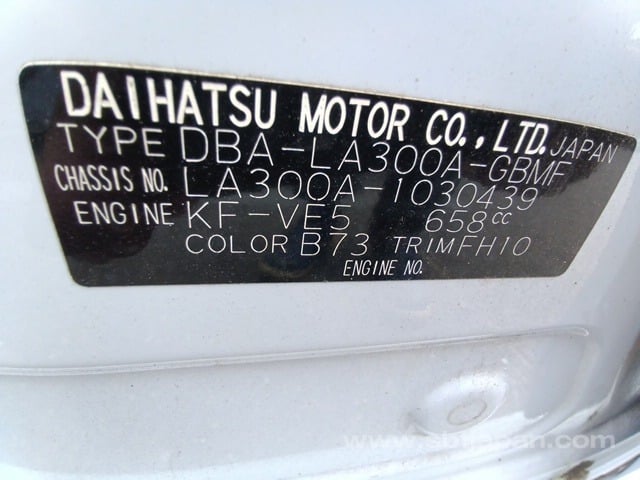 DAIHATSU MOTOR CO., LTD. JAPAN
TYPE DBA-LA300A-GBMF
CHASSIS NO. LA300A-1030439
ENGINE KF-VE5 658cc
COLOR B73 TRIM FH10
ENGINE NO.
www.sbtjapan.com